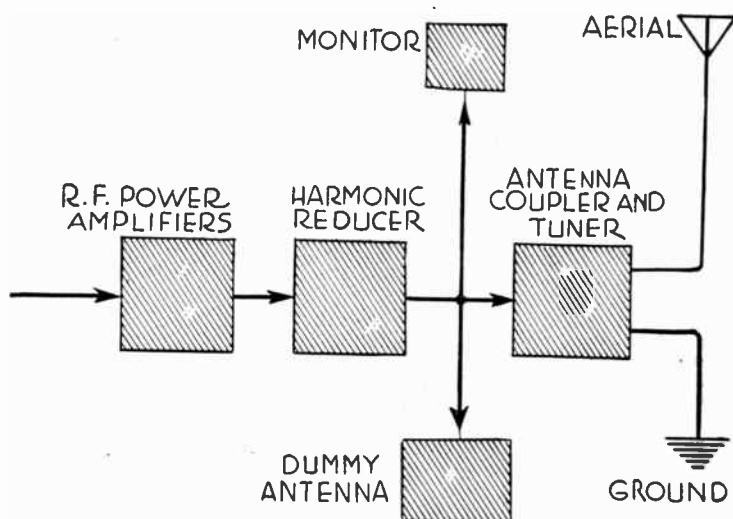 MONITOR
AERIAL
R.F. POWER
AMPLIFIERS
HARMONIC
REDUCER
ANTENNA
COUPLER AND
TUNER
DUMMY
ANTENNA
GROUND